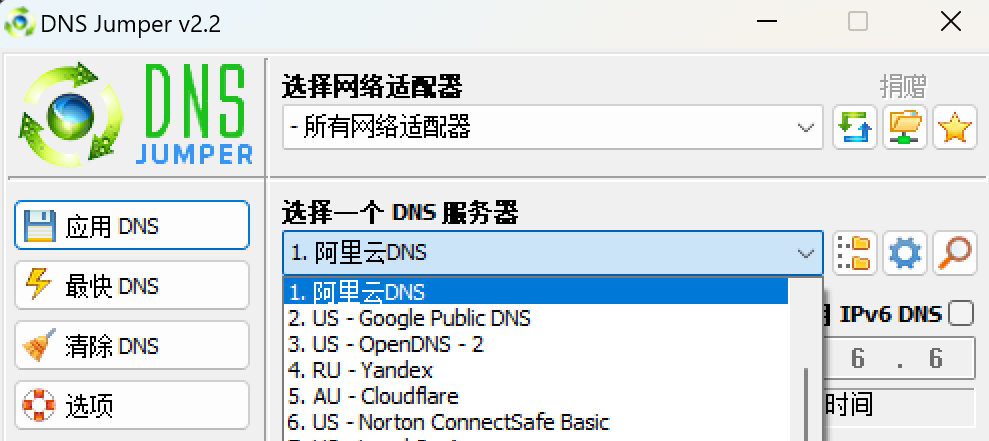 DNS Jumper v2.2
DNS
JUMPER
选择网络适配器
捐赠
- 所有网络适配器
选择一个 DNS 服务器
应用 DNS
1. 阿里云DNS
最快 DNS
1. 阿里云DNS
2. US - Google Public DNS
IPv6 DNS
清除 DNS
3. US - OpenDNS - 2
4. RU - Yandex
6 . 6
5. AU - Cloudflare
选项
时间
6. US - Norton ConnectSafe Basic